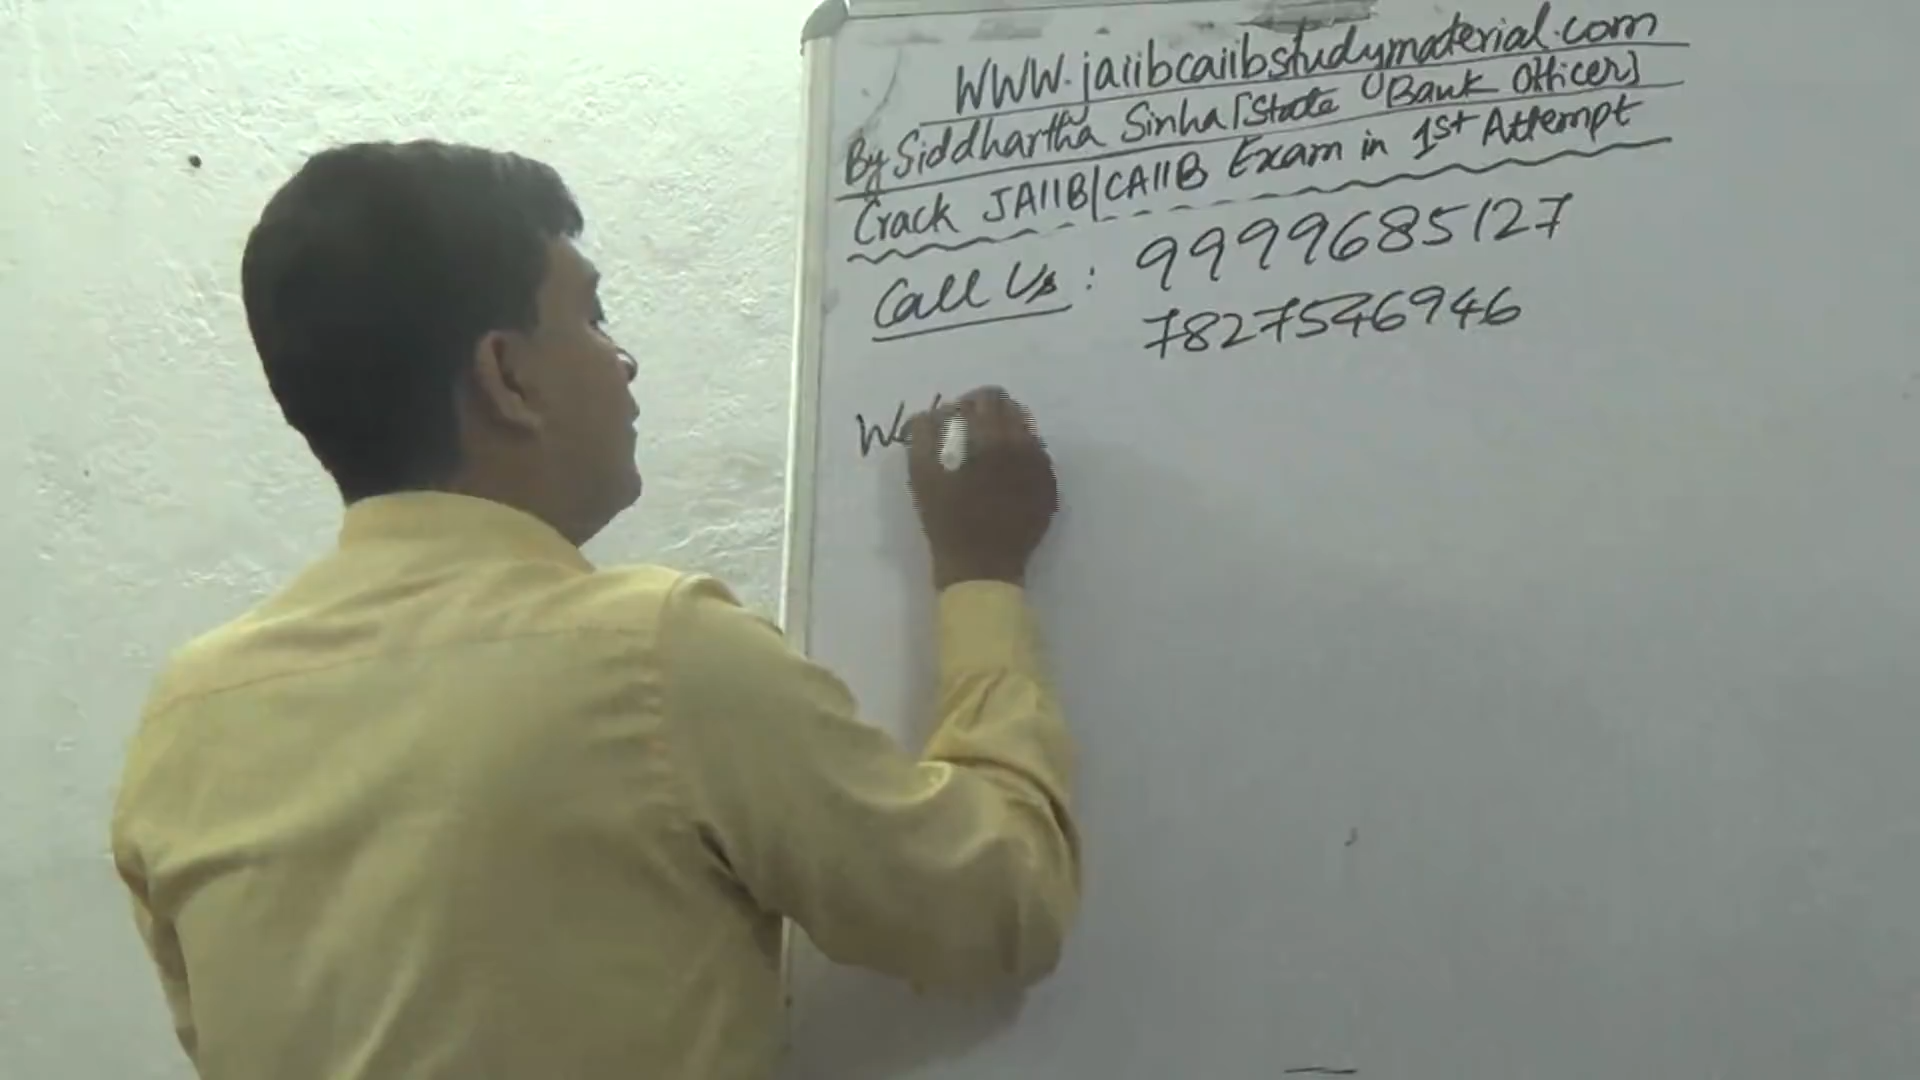 WWW.jaiibcaiibstudymaterial.com
By Siddhartha Sinha [State Bank Officer]
Crack JAIIB/CAIIB Exam in 1st Attempt
Call Us : 9999685127
7827546946